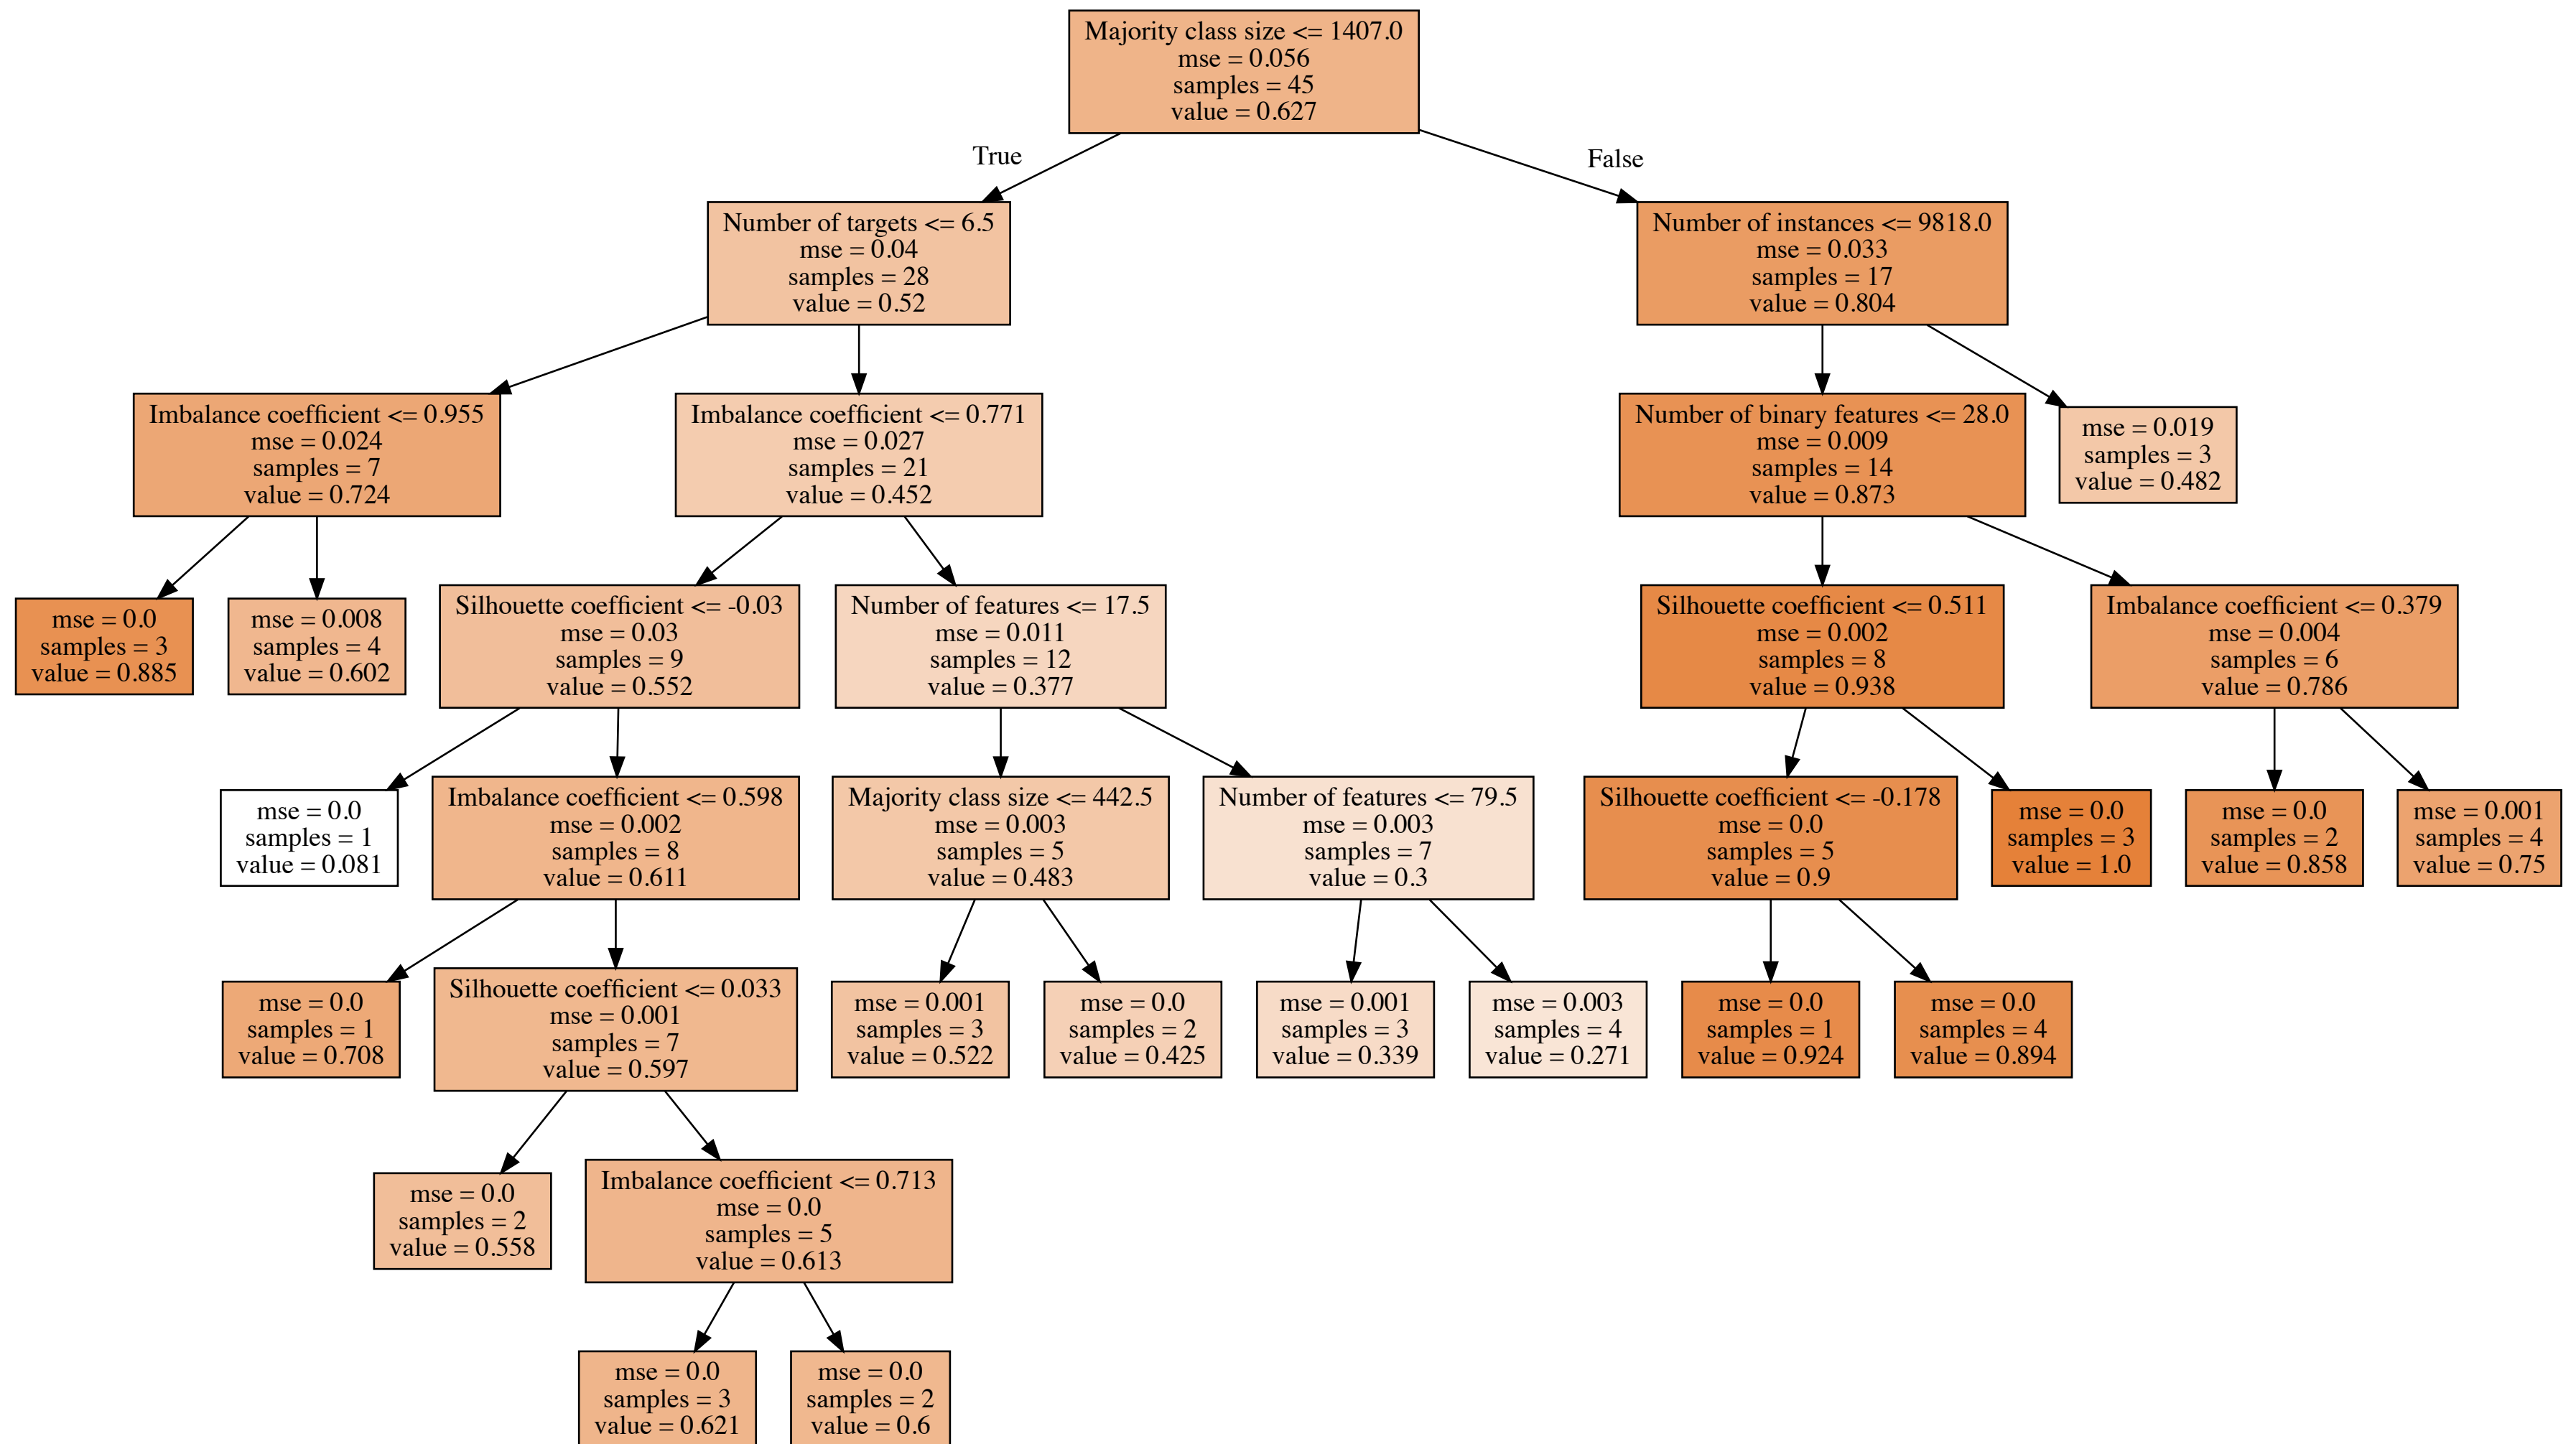 Majority class size <= 1407.0
mse = 0.056
samples = 45
value = 0.627
True
False
Number of targets <= 6.5
mse = 0.04
samples = 28
value = 0.52
Number of instances <= 9818.0
mse = 0.033
samples = 17
value = 0.804
Imbalance coefficient <= 0.955
mse = 0.024
samples = 7
value = 0.724
Imbalance coefficient <= 0.771
mse = 0.027
samples = 21
value = 0.452
Number of binary features <= 28.0
mse = 0.009
samples = 14
value = 0.873
mse = 0.019
samples = 3
value = 0.482
mse = 0.0
samples = 3
value = 0.885
mse = 0.008
samples = 4
value = 0.602
Silhouette coefficient <= -0.03
mse = 0.03
samples = 9
value = 0.552
Number of features <= 17.5
mse = 0.011
samples = 12
value = 0.377
Silhouette coefficient <= 0.511
mse = 0.002
samples = 8
value = 0.938
Imbalance coefficient <= 0.379
mse = 0.004
samples = 6
value = 0.786
mse = 0.0
samples = 1
value = 0.081
Imbalance coefficient <= 0.598
mse = 0.002
samples = 8
value = 0.611
Majority class size <= 442.5
mse = 0.003
samples = 5
value = 0.483
Number of features <= 79.5
mse = 0.003
samples = 7
value = 0.3
Silhouette coefficient <= -0.178
mse = 0.0
samples = 5
value = 0.9
mse = 0.0
samples = 3
value = 1.0
mse = 0.0
samples = 2
value = 0.858
mse = 0.001
samples = 4
value = 0.75
mse = 0.0
samples = 1
value = 0.708
Silhouette coefficient <= 0.033
mse = 0.001
samples = 7
value = 0.597
mse = 0.001
samples = 3
value = 0.522
mse = 0.0
samples = 2
value = 0.425
mse = 0.001
samples = 3
value = 0.339
mse = 0.003
samples = 4
value = 0.271
mse = 0.0
samples = 1
value = 0.924
mse = 0.0
samples = 4
value = 0.894
mse = 0.0
samples = 2
value = 0.558
Imbalance coefficient <= 0.713
mse = 0.0
samples = 5
value = 0.613
mse = 0.0
samples = 3
value = 0.621
mse = 0.0
samples = 2
value = 0.6